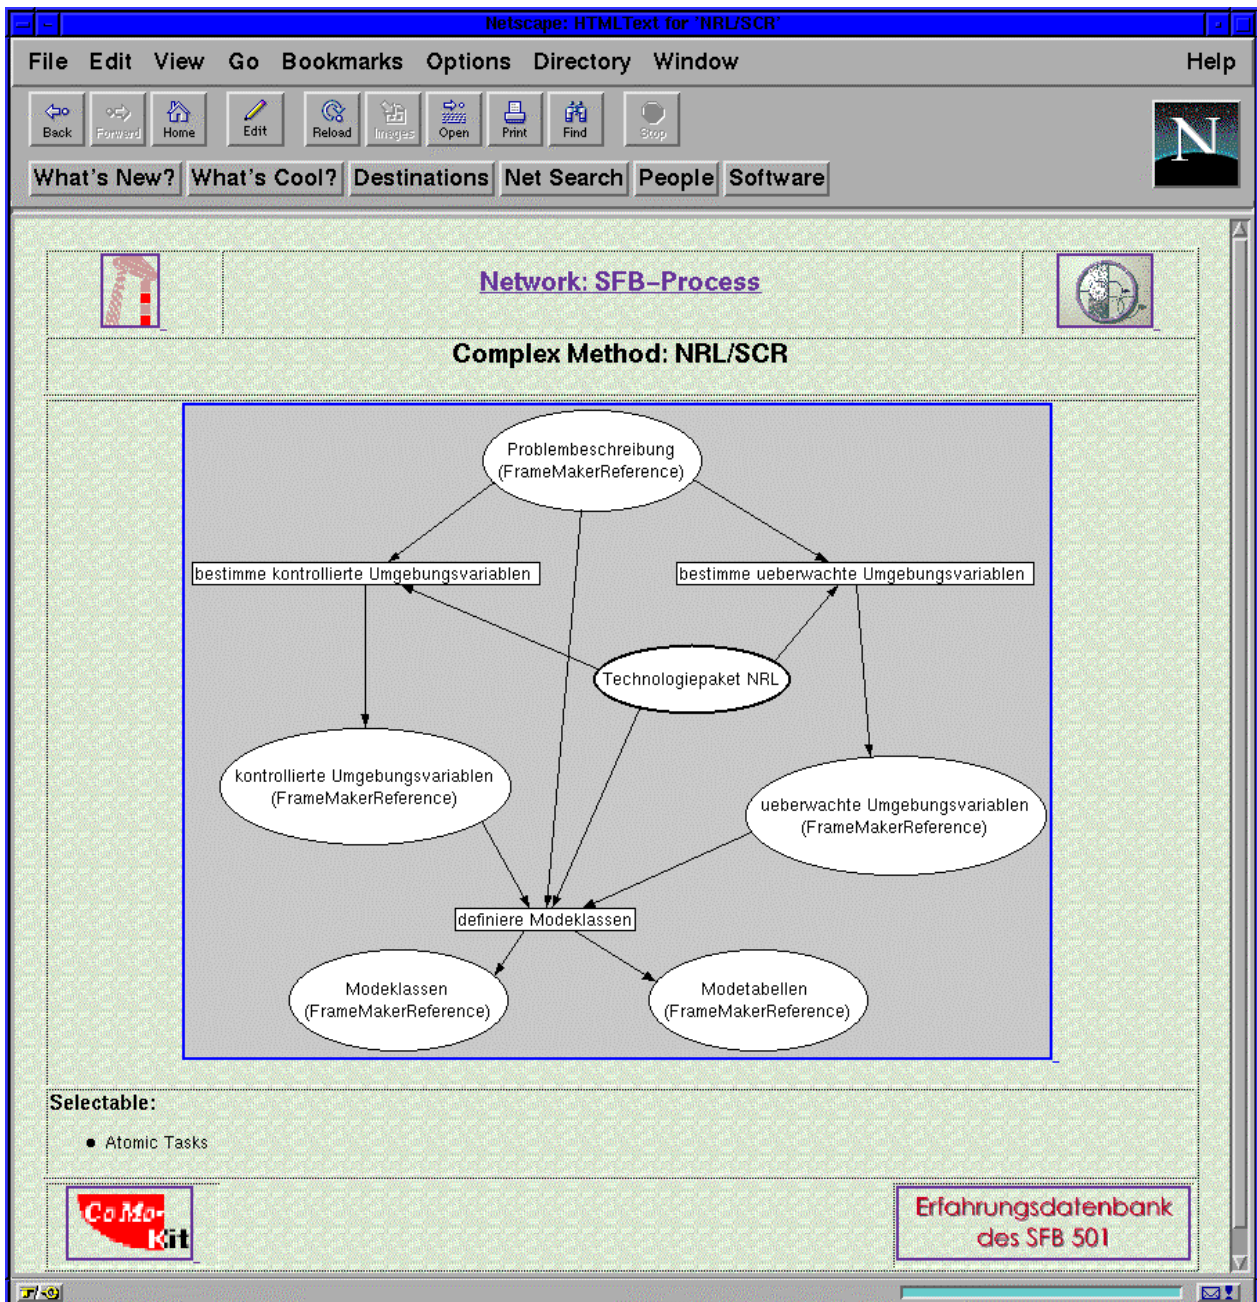 Netscape: HTMLText for 'NRL/SCR'
File Edit View Go Bookmarks Options Directory Window Help
Back Forward Home Edit Reload Images Open Print Find Stop
N
What's New? What's Cool? Destinations Net Search People Software
Network: SFB-Process
Complex Method: NRL/SCR
Problembeschreibung
(FrameMakerReference)
bestimme kontrollierte Umgebungsvariablen
bestimme ueberwachte Umgebungsvariablen
Technologiepaket NRL
kontrollierte Umgebungsvariablen
(FrameMakerReference)
ueberwachte Umgebungsvariablen
(FrameMakerReference)
definiere Modeklassen
Modeklassen
(FrameMakerReference)
Modetabellen
(FrameMakerReference)
Selectable:
• Atomic Tasks
CoMo-
Kit
Erfahrungsdatenbank
des SFB 501